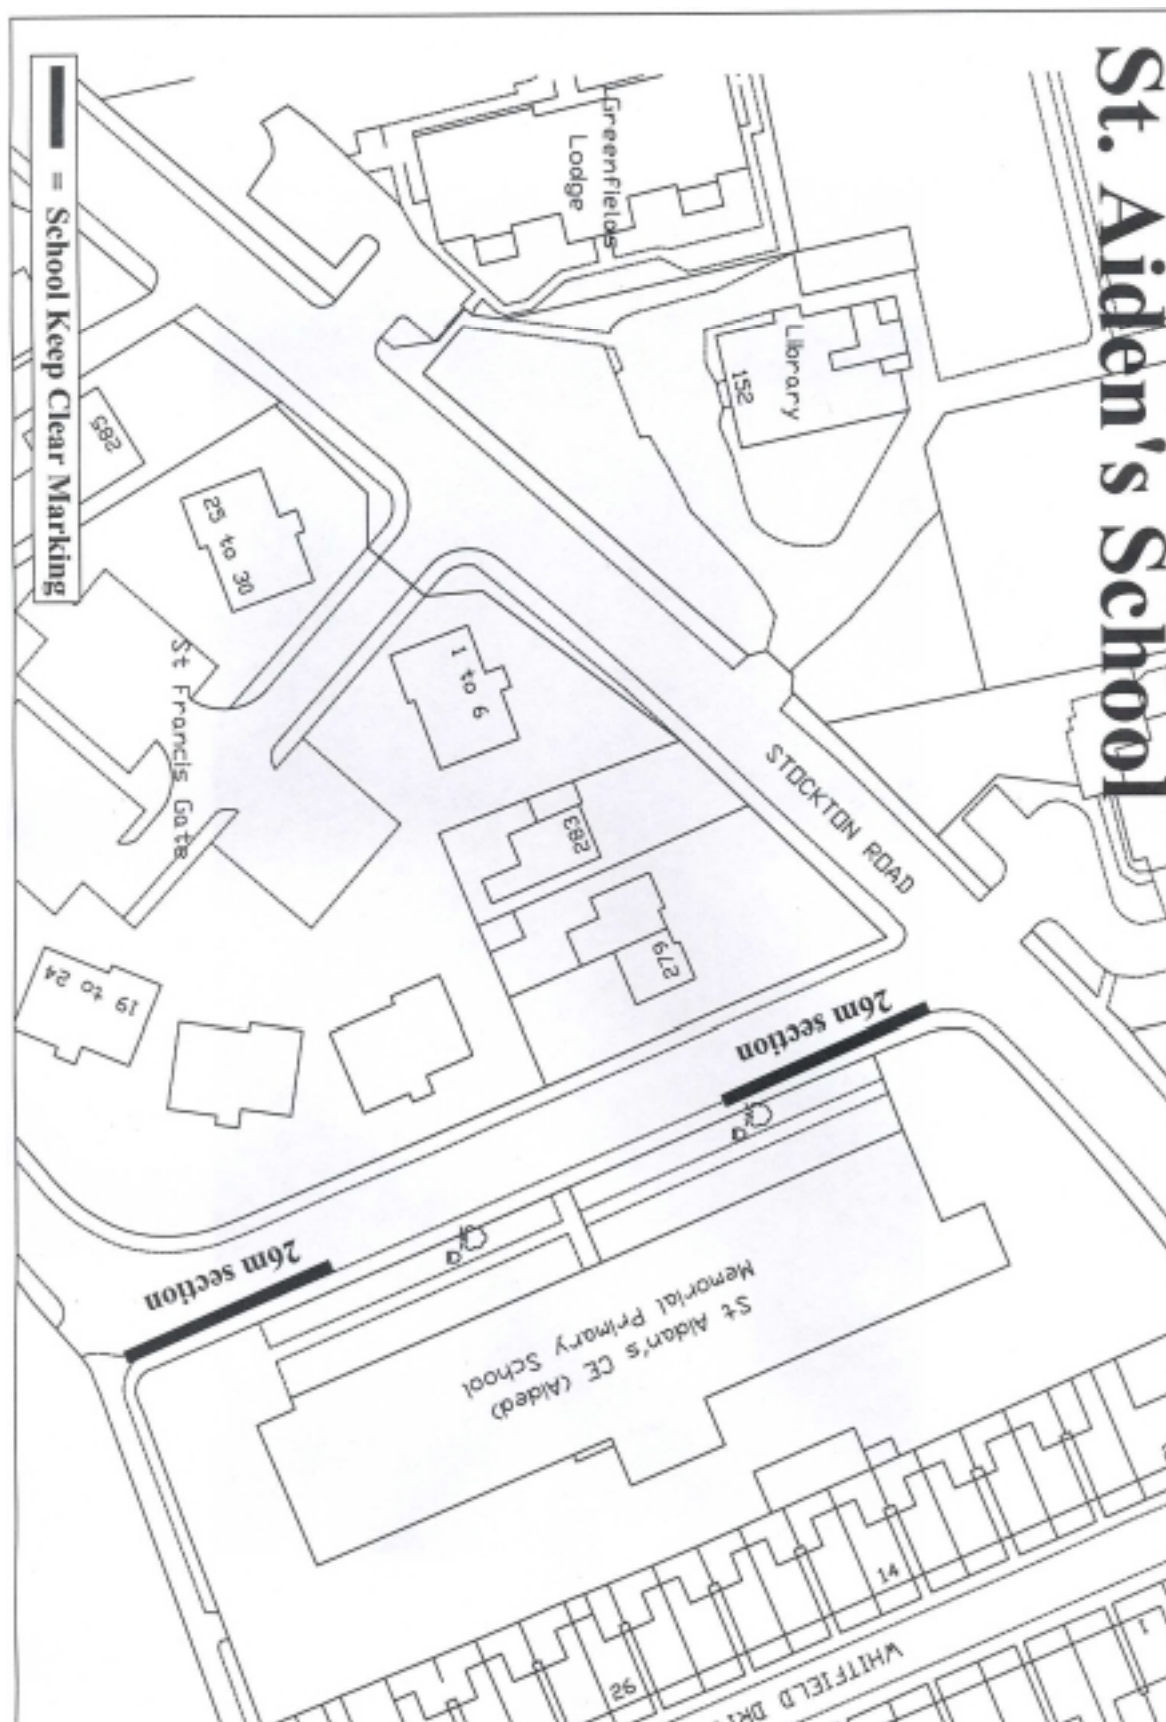 St. Aiden's School
= School Keep Clear Marking
Greenfields
Lodge
Library
152
285
25 to 30
1 to 6
St Francis Gate
STOCKTON ROAD
283
279
19 to 24
26m section
26m section
St Aidan's CE (Aided)
Memorial Primary School
14
26
1
WHITFIELD DRI